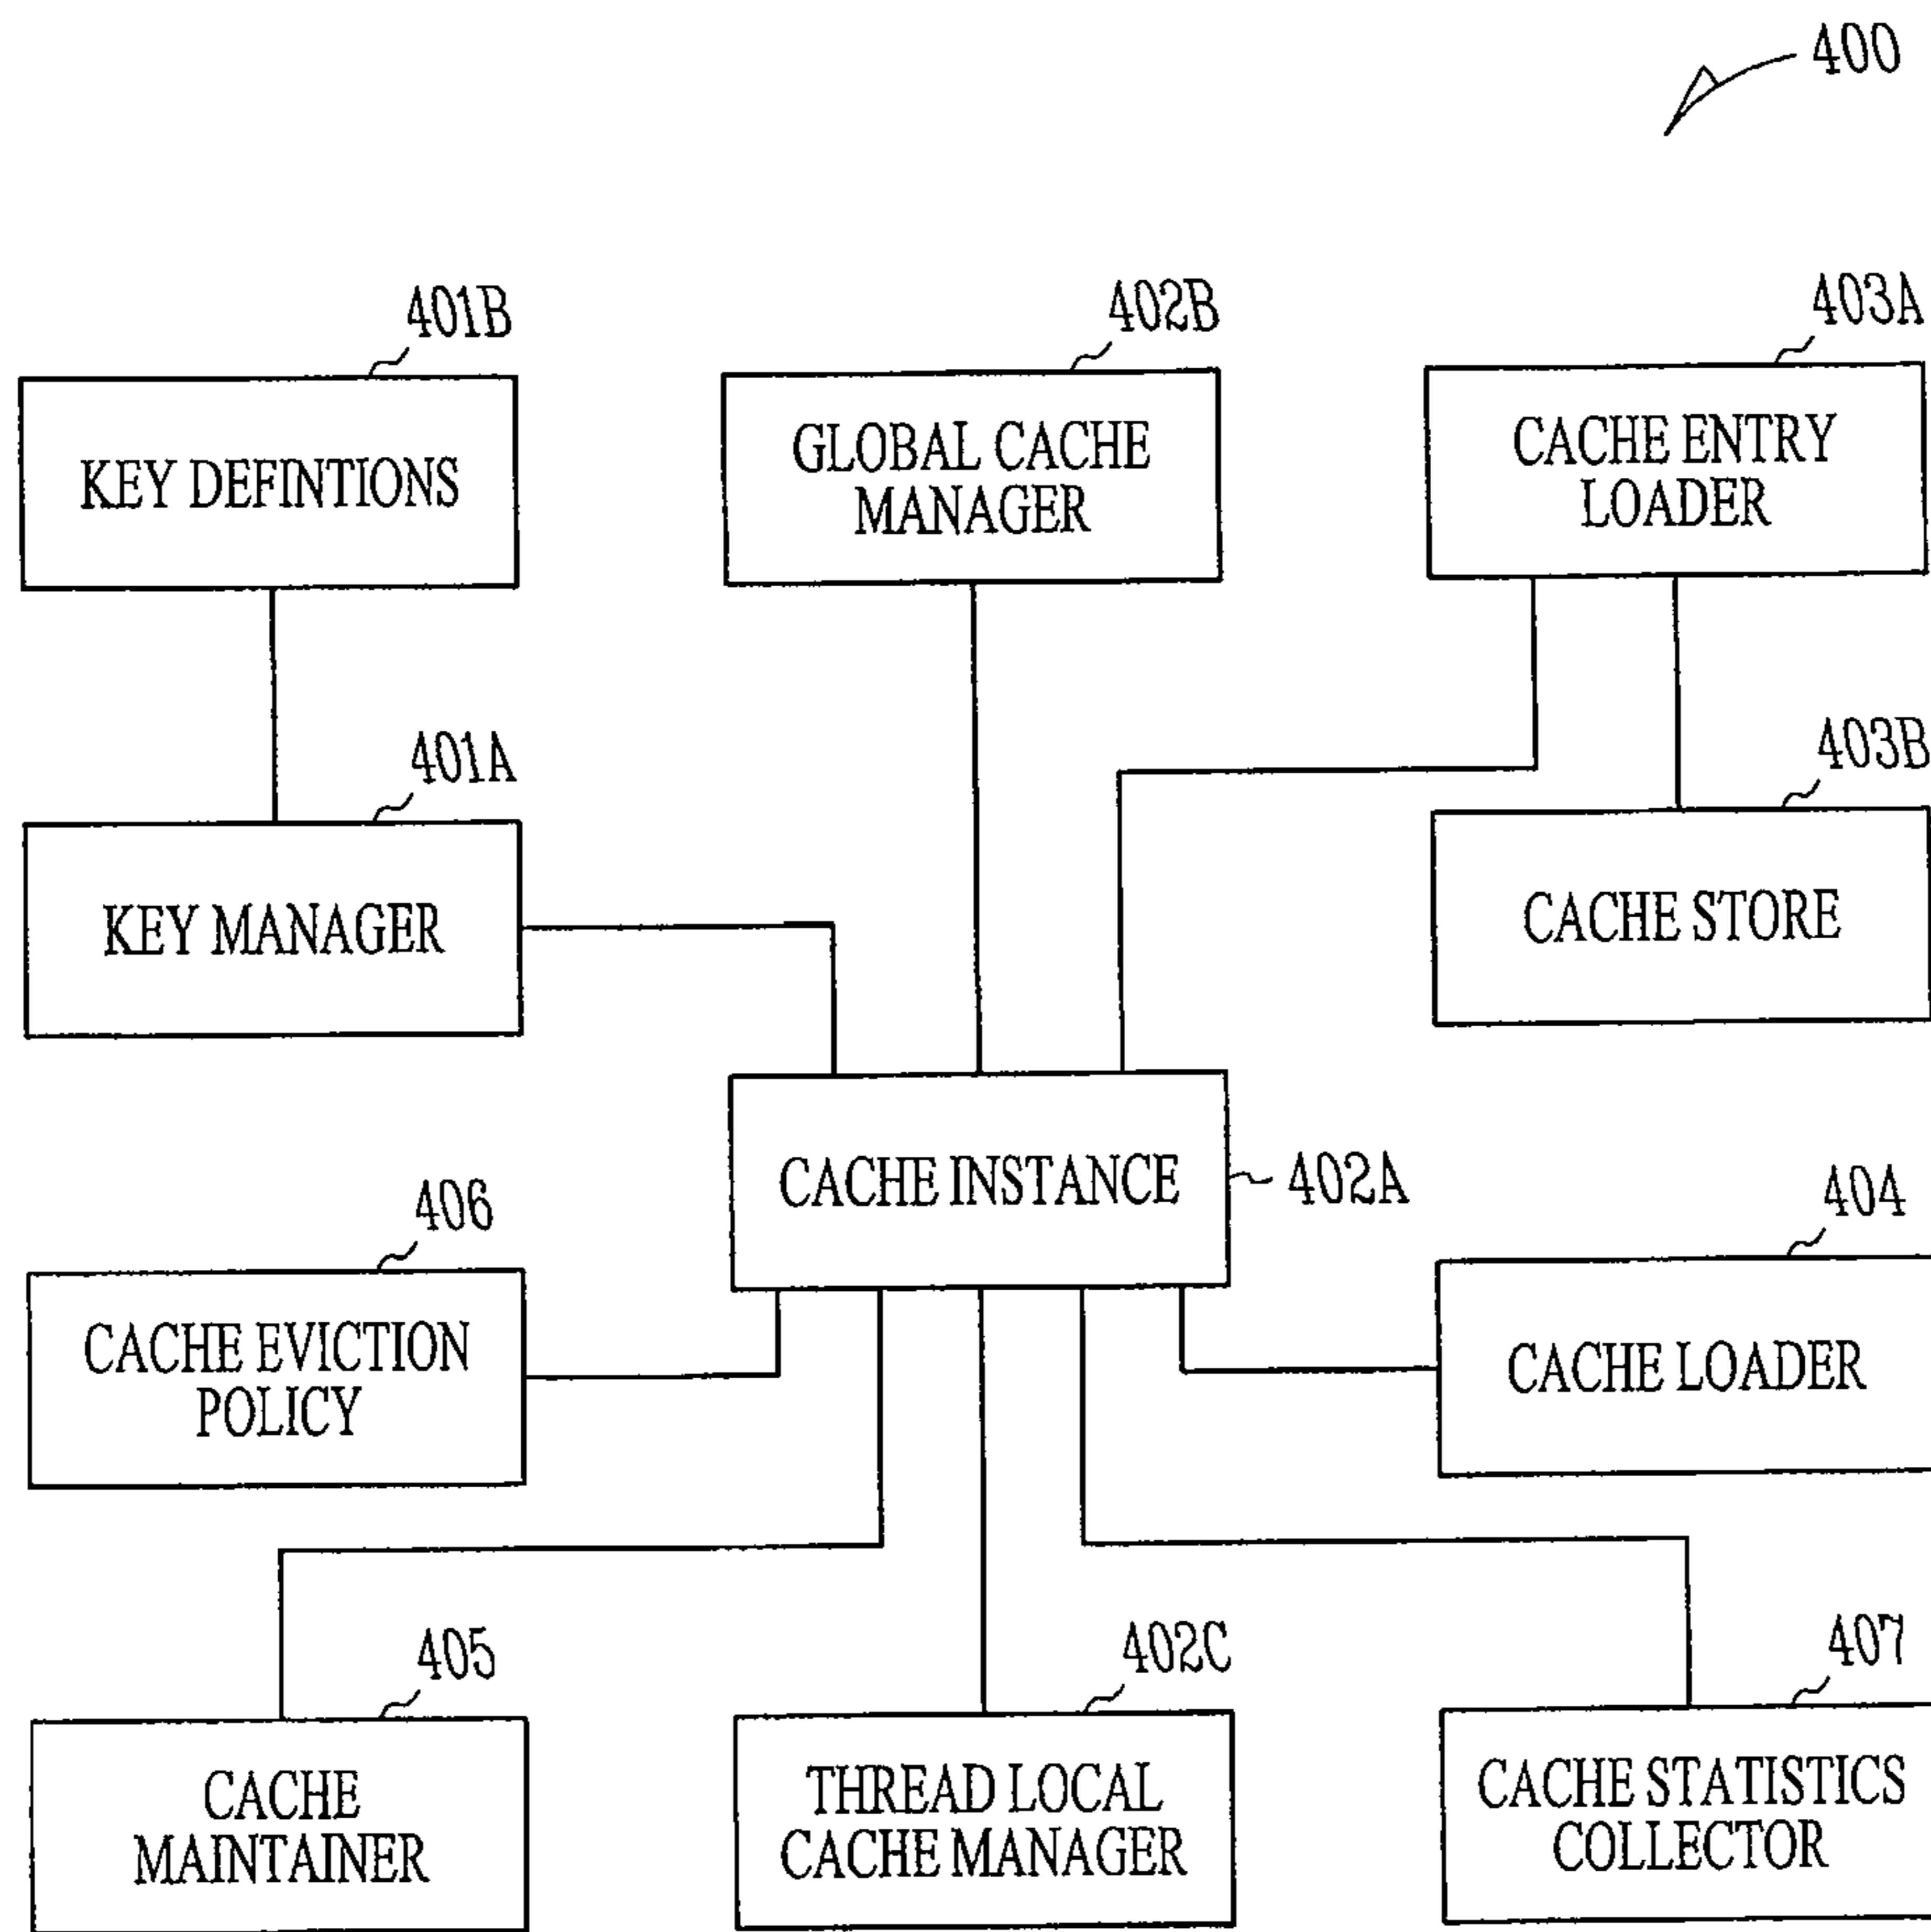 400
401B
402B
403A
KEY DEFINTIONS
GLOBAL CACHE
MANAGER
CACHE ENTRY
LOADER
401A
403B
KEY MANAGER
CACHE STORE
CACHE INSTANCE
402A
406
404
CACHE EVICTION
POLICY
CACHE LOADER
405
402C
407
CACHE
MAINTAINER
THREAD LOCAL
CACHE MANAGER
CACHE STATISTICS
COLLECTOR